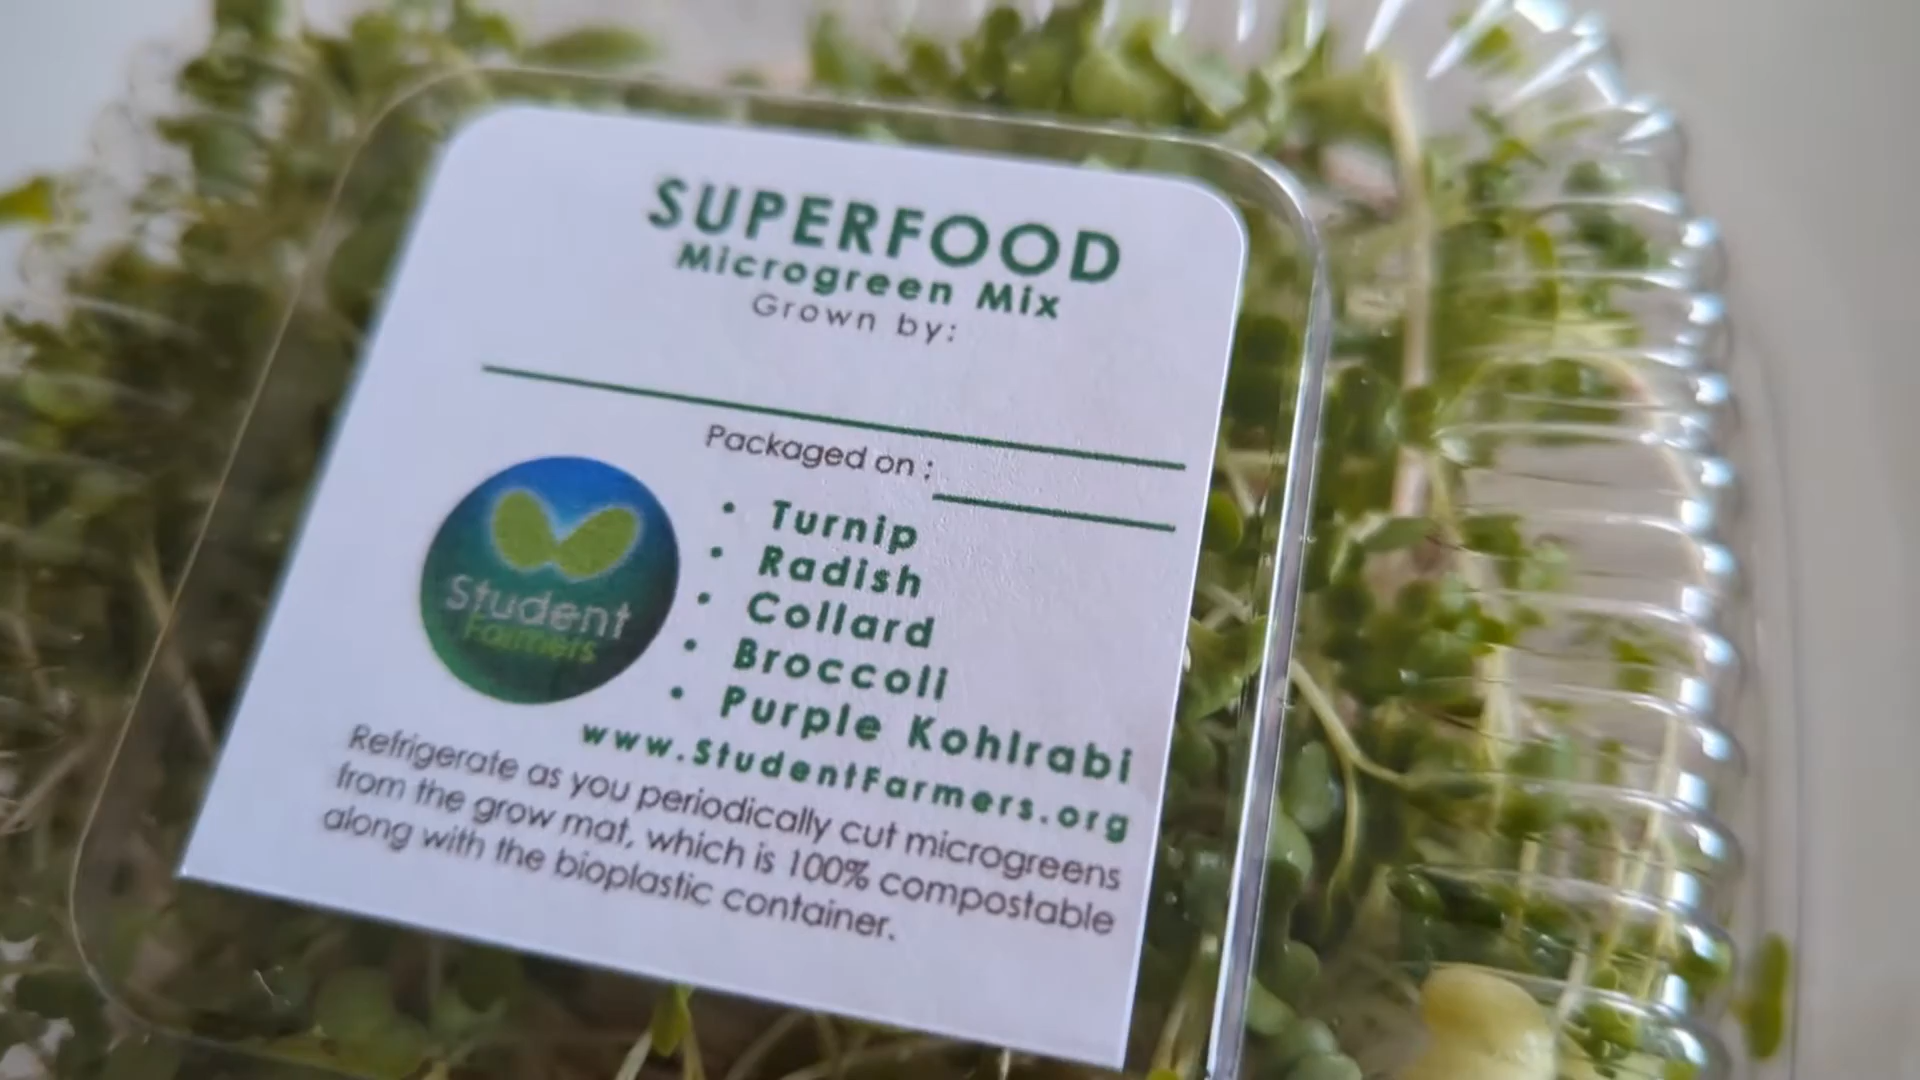 SUPERFOOD
Microgreen Mix
Grown by:
Packaged on :
• Turnip
• Radish
• Collard
• Broccoli
• Purple Kohlrabi
Student
Farmers
www.StudentFarmers.org
Refrigerate as you periodically cut microgreens
from the grow mat, which is 100% compostable
along with the bioplastic container.